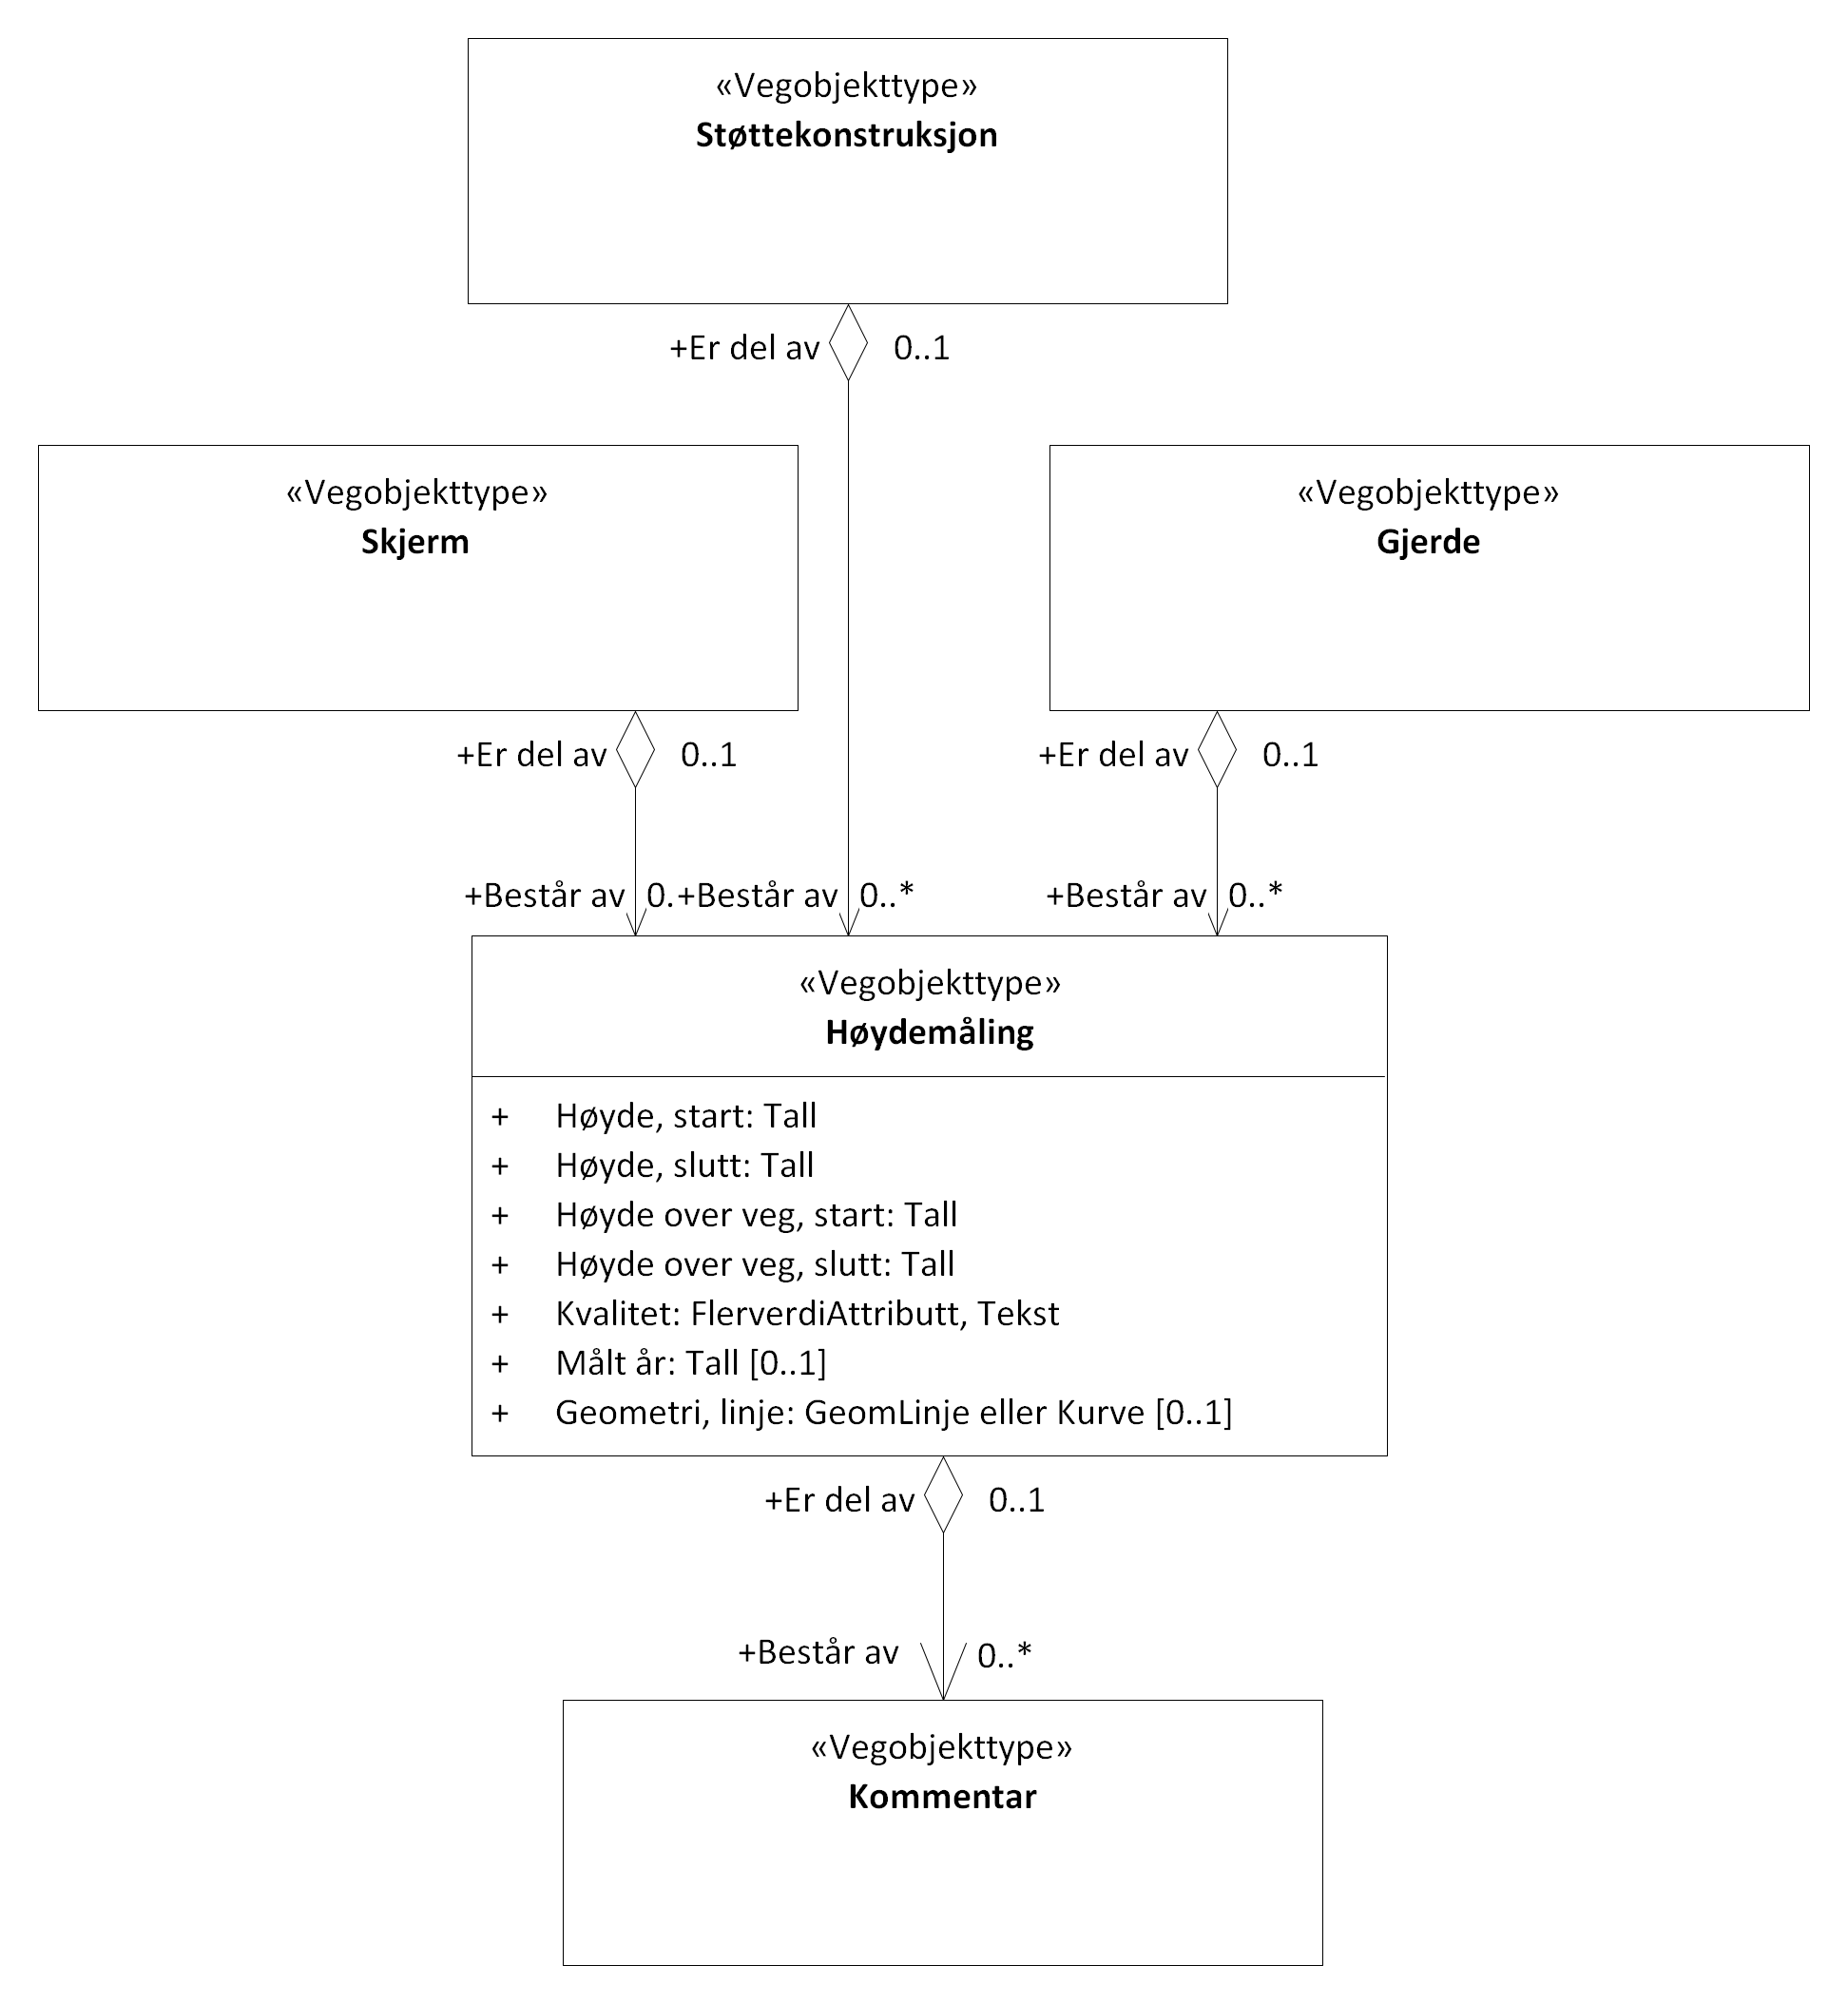 «Vegobjekttype»
Støttekonstruksjon
+Er del av 0..1
«Vegobjekttype»
Skjerm
«Vegobjekttype»
Gjerde
+Er del av 0..1
+Er del av 0..1
+Består av 0.
+Består av 0..*
+Består av 0..*
«Vegobjekttype»
Høydemåling
+ Høyde, start: Tall
+ Høyde, slutt: Tall
+ Høyde over veg, start: Tall
+ Høyde over veg, slutt: Tall
+ Kvalitet: FlerverdiAttributt, Tekst
+ Målt år: Tall [0..1]
+ Geometri, linje: GeomLinje eller Kurve [0..1]
+Er del av 0..1
+Består av 0..*
«Vegobjekttype»
Kommentar